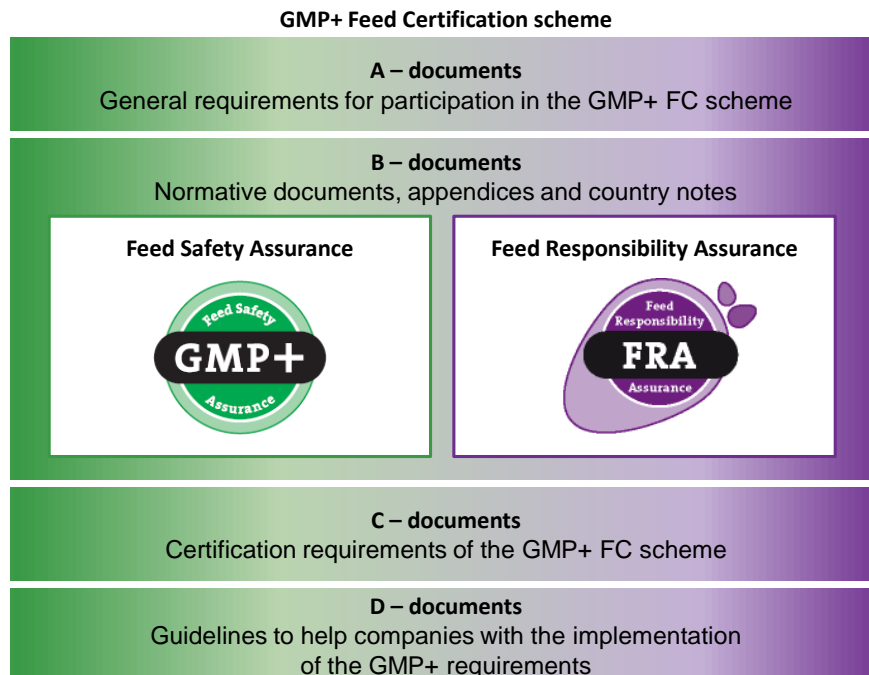 GMP+ Feed Certification scheme
A – documents
General requirements for participation in the GMP+ FC scheme
B – documents
Normative documents, appendices and country notes
Feed Safety Assurance
Feed Safety
GMP+
Assurance
Feed Responsibility Assurance
Feed
Responsibility
FRA
Assurance
C – documents
Certification requirements of the GMP+ FC scheme
D – documents
Guidelines to help companies with the implementation
of the GMP+ requirements